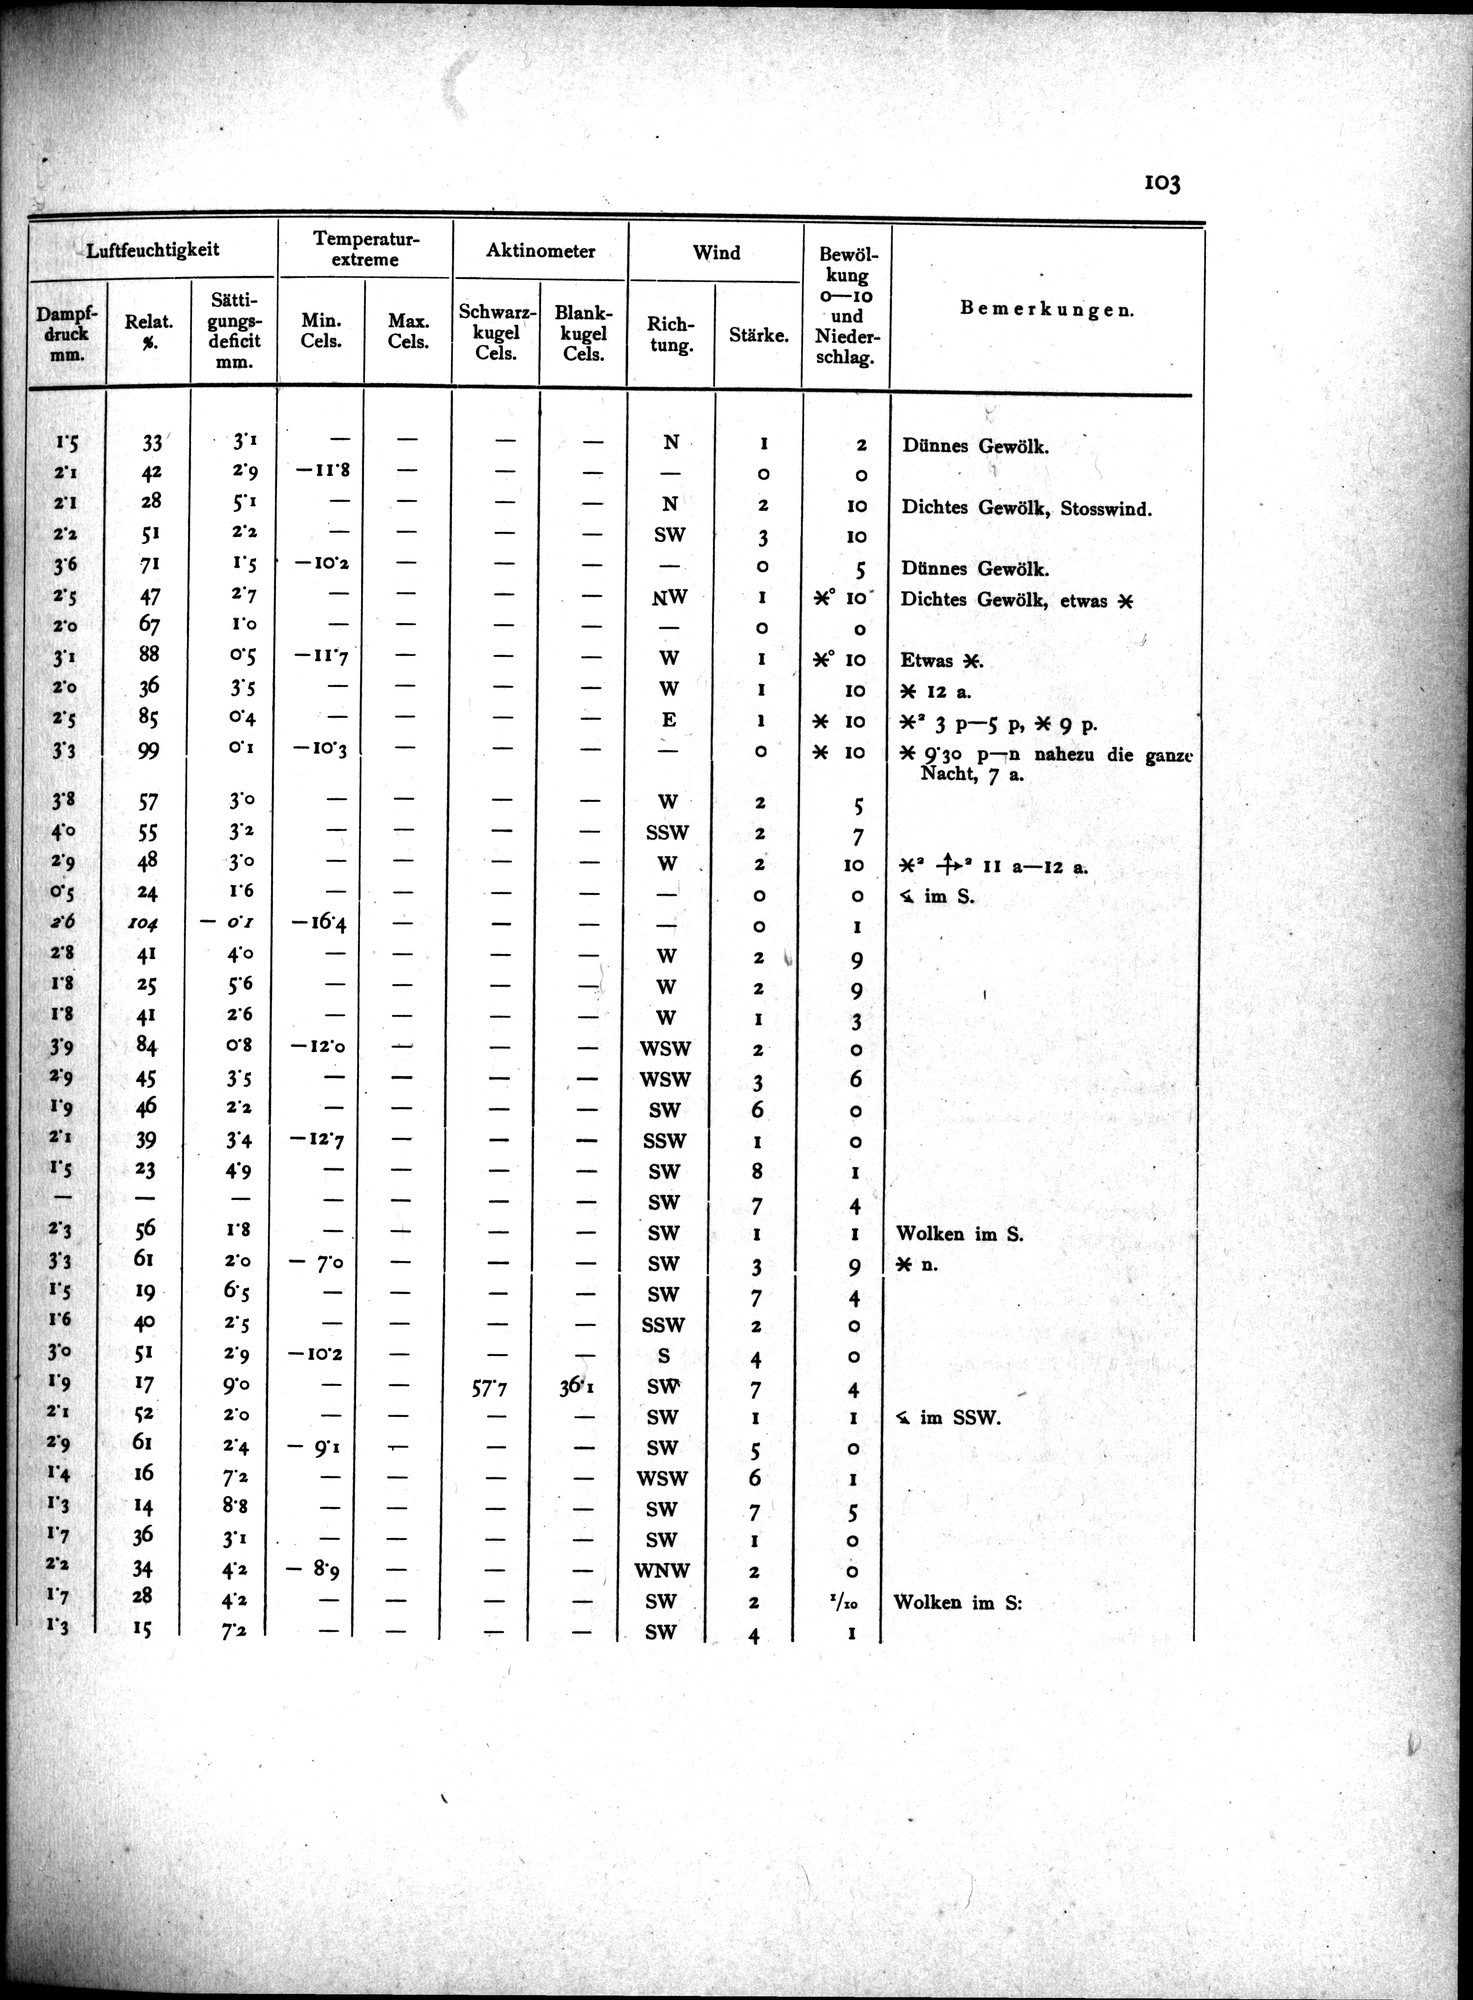 103
Luftfeuchtigkeit Temperatur-extreme Aktinometer Wind Bewöl-kung 0—10 und Nieder-schlag. Bemerkungen.
Dampf-druck mm. Relat. %. Sätti-gungs-deficit mm. Min. Cels. Max. Cels. Schwarz-kugel Cels. Blank-kugel Cels. Rich-tung. Stärke.
1·5 33 3·1 — — — — N 1 2 Dünnes Gewölk.
2·1 42 2·9 —11·8 — — — — 0 0
2·1 28 5·1 — — — — N 2 10 Dichtes Gewölk, Stosswind.
2·2 51 2·2 — — — — SW 3 10
3·6 71 1·5 —10·2 — — — — 0 5 Dünnes Gewölk.
2·5 47 2·7 — — — — NW 1 ✳° 10 Dichtes Gewölk, etwas ✳
2·0 67 1·0 — — — — — 0 0
3·1 88 0·5 —11·7 — — — W 1 ✳° 10 Etwas ✳.
2·0 36 3·5 — — — — W 1 10 ✳ 12 a.
2·5 85 0·4 — — — — E 1 ✳ 10 ✳² 3 p—5 p, ✳ 9 p.
3·3 99 0·1 —10·3 — — — — 0 ✳ 10 ✳ 9·30 p—n nahezu die ganze
Nacht, 7 a.
3·8 57 3·0 — — — — W 2 5
4·0 55 3·2 — — — — SSW 2 7
2·9 48 3·0 — — — — W 2 10 ✳² ² 11 a—12 a.
0·5 24 1·6 — — — — — 0 0 im S.
2·6 104 — 0·1 —16·4 — — — — 0 1
2·8 41 4·0 — — — — W 2 9
1·8 25 5·6 — — — — W 2 9
1·8 41 2·6 — — — — W 1 3
3·9 84 0·8 —12·0 — — — WSW 2 0
2·9 45 3·5 — — — — WSW 3 6
1·9 46 2·2 — — — — SW 6 0
2·1 39 3·4 —12·7 — — — SSW 1 0
1·5 23 4·9 — — — — SW 8 1
— — — — — — — SW 7 4
2·3 56 1·8 — — — — SW 1 1 Wolken im S.
3·3 61 2·0 — 7·0 — — — SW 3 9 ✳ n.
1·5 19 6·5 — — — — SW 7 4
1·6 40 2·5 — — — — SSW 2 0
3·0 51 2·9 —10·2 — — — S 4 0
1·9 17 9·0 — — 57·7 36·1 SW 7 4
2·1 52 2·0 — — — — SW 1 1 im SSW.
2·9 61 2·4 — 9·1 — — — SW 5 0
1·4 16 7·2 — — — — WSW 6 1
1·3 14 8·8 — — — — SW 7 5
1·7 36 3·1 — — — — SW 1 0
2·2 34 4·2 — 8·9 — — — WNW 2 0
1·7 28 4·2 — — — — SW 2 1/10 Wolken im S:
1·3 15 7·2 — — — — SW 4 1